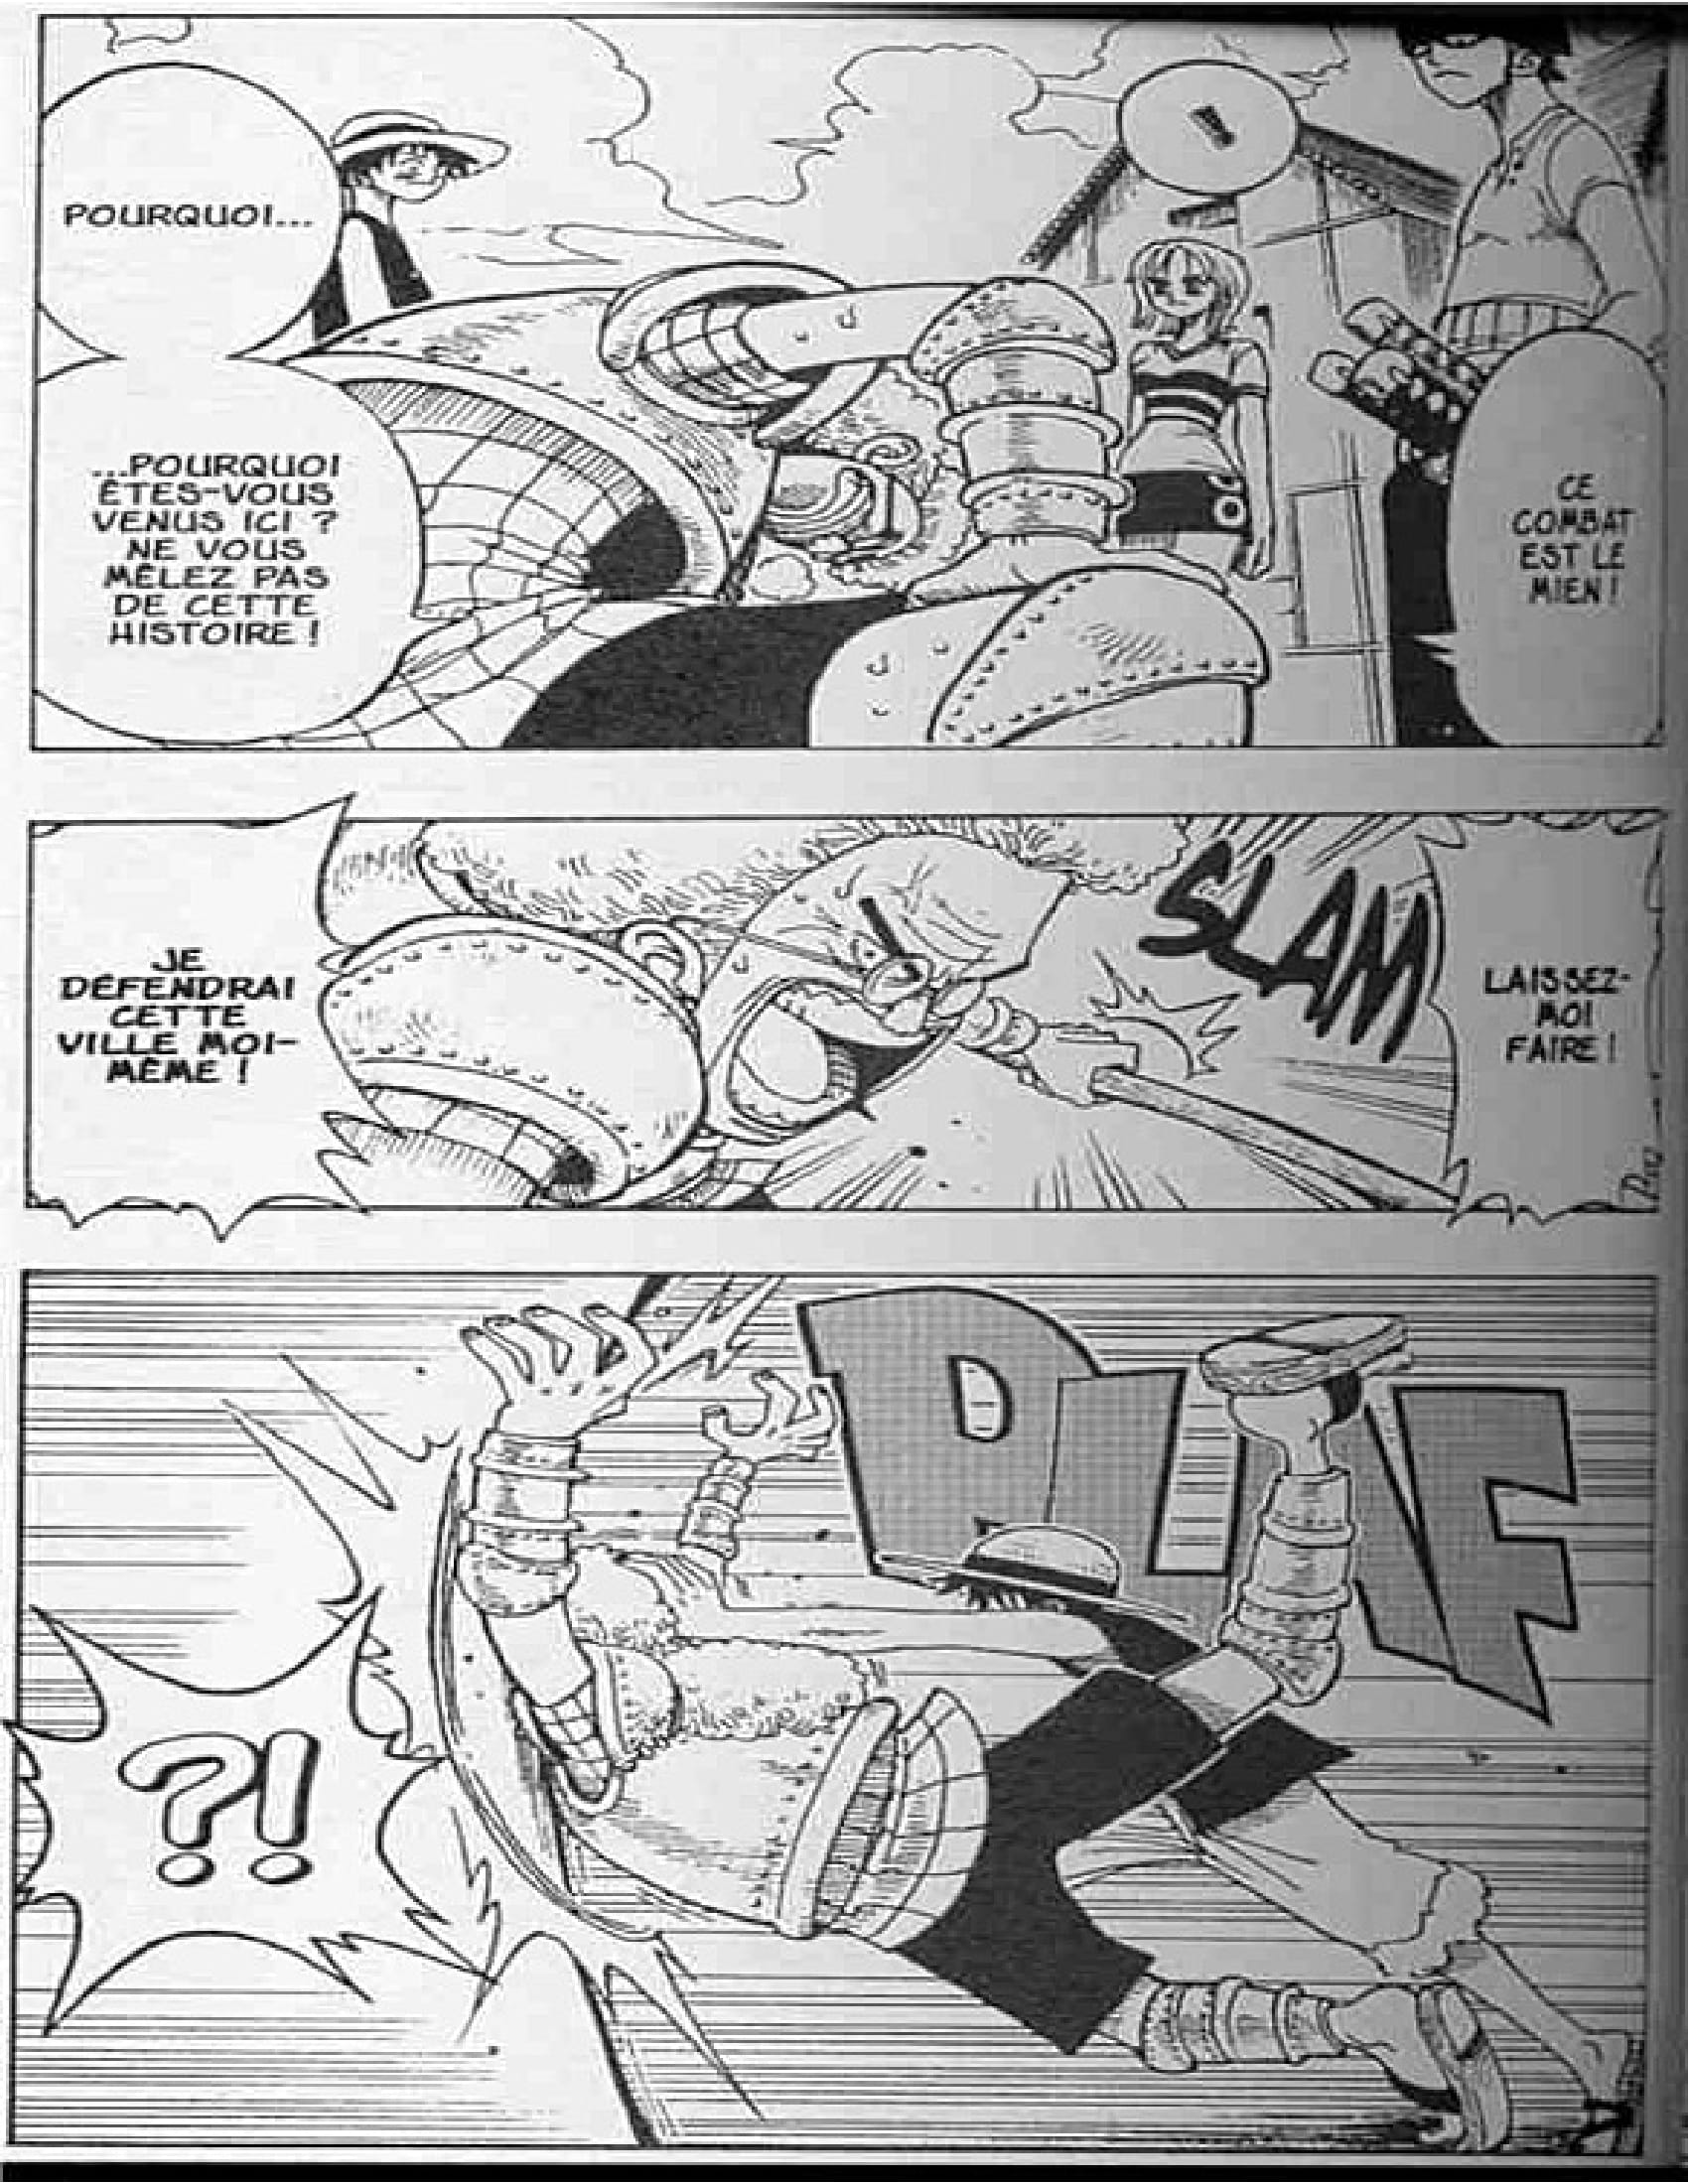 !
CE
COMBAT
EST LE
MIEN !
POURQUOI...
...POURQUOI
ÊTES-VOUS
VENUS ICI ?
NE VOUS
MÊLEZ PAS
DE CETTE
HISTOIRE !
LAISSEZ-
MOI
FAIRE !
SLAM
JE
DÉFENDRAI
CETTE
VILLE MOI-
MÊME !
PLAF
?!